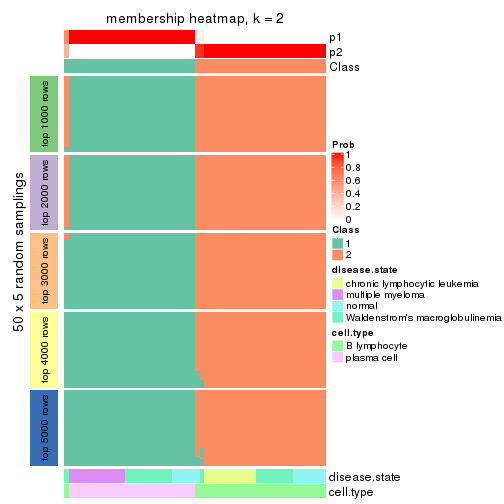 membership heatmap, k = 2
p1
p2
Class
50 x 5 random samplings
top 1000 rows
top 2000 rows
top 3000 rows
top 4000 rows
top 5000 rows
Prob
1
0.8
0.6
0.4
0.2
0
Class
1
2
disease.state
chronic lymphocytic leukemia
multiple myeloma
normal
Waldenstrom's macroglobulinemia
cell.type
B lymphocyte
plasma cell
disease.state
cell.type